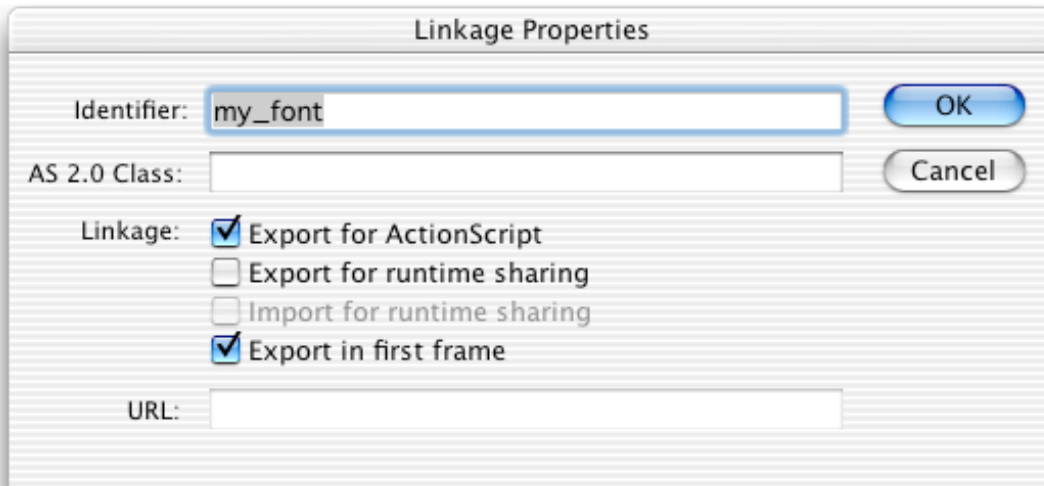 Linkage Properties
Identifier: my_font OK
AS 2.0 Class: Cancel
Linkage: Export for ActionScript
Export for runtime sharing
Import for runtime sharing
Export in first frame
URL: